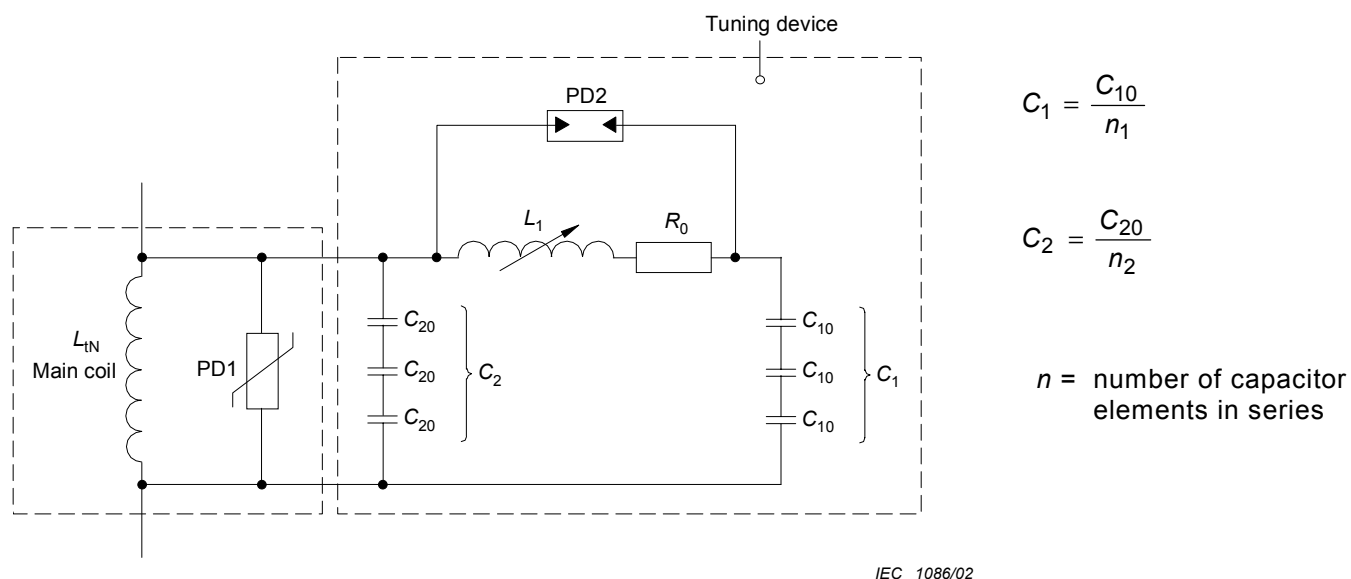 Tuning device
PD2
L1
R0
LtN
Main coil
PD1
C20
C20
C20
C2
C10
C10
C10
C1
C1 = C10 / n1
C2 = C20 / n2
n = number of capacitor
elements in series
IEC 1086/02